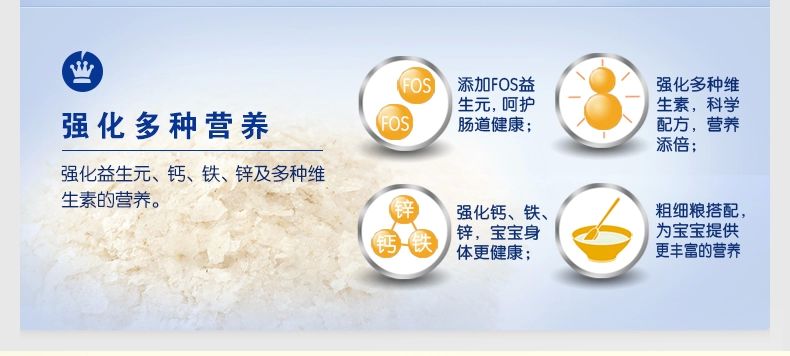 强化多种营养
强化益生元、钙、铁、锌及多种维
生素的营养。
FOS
FOS
添加FOS益
生元，呵护
肠道健康；
强化多种维
生素，科学
配方，营养
添倍；
锌
钙 铁
强化钙、铁、
锌，宝宝身
体更健康；
粗细粮搭配，
为宝宝提供
更丰富的营养